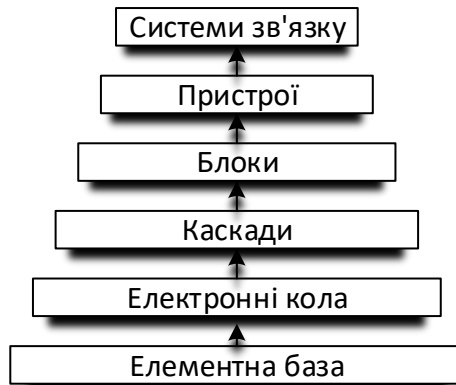 Системи зв'язку
Пристрої
Блоки
Каскади
Електронні кола
Елементна база